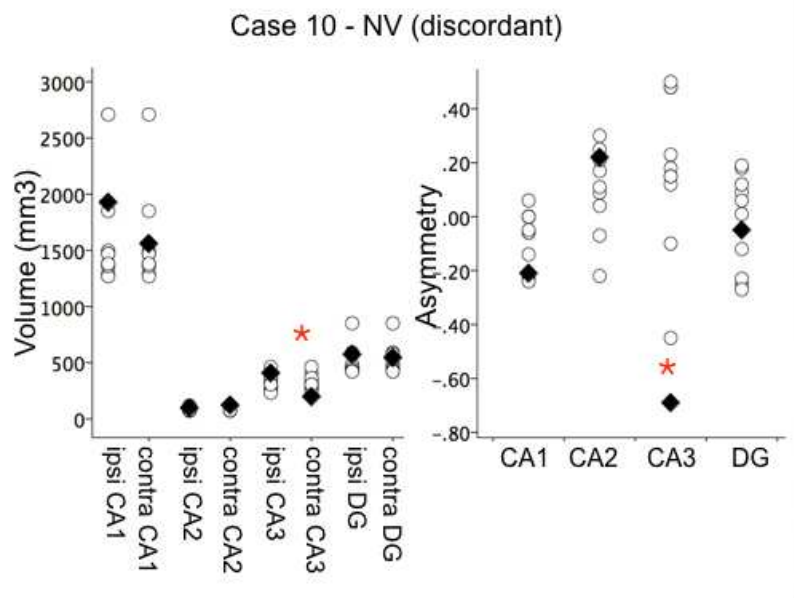 Case 10 - NV (discordant)
Volume (mm3)
3000
2500
2000
1500
1000
500
0
*
ipsi CA1
contra CA1
ipsi CA2
contra CA2
ipsi CA3
contra CA3
ipsi DG
contra DG
Asymmetry
.40
.20
.00
-.20
-.40
-.60
-.80
*
CA1
CA2
CA3
DG